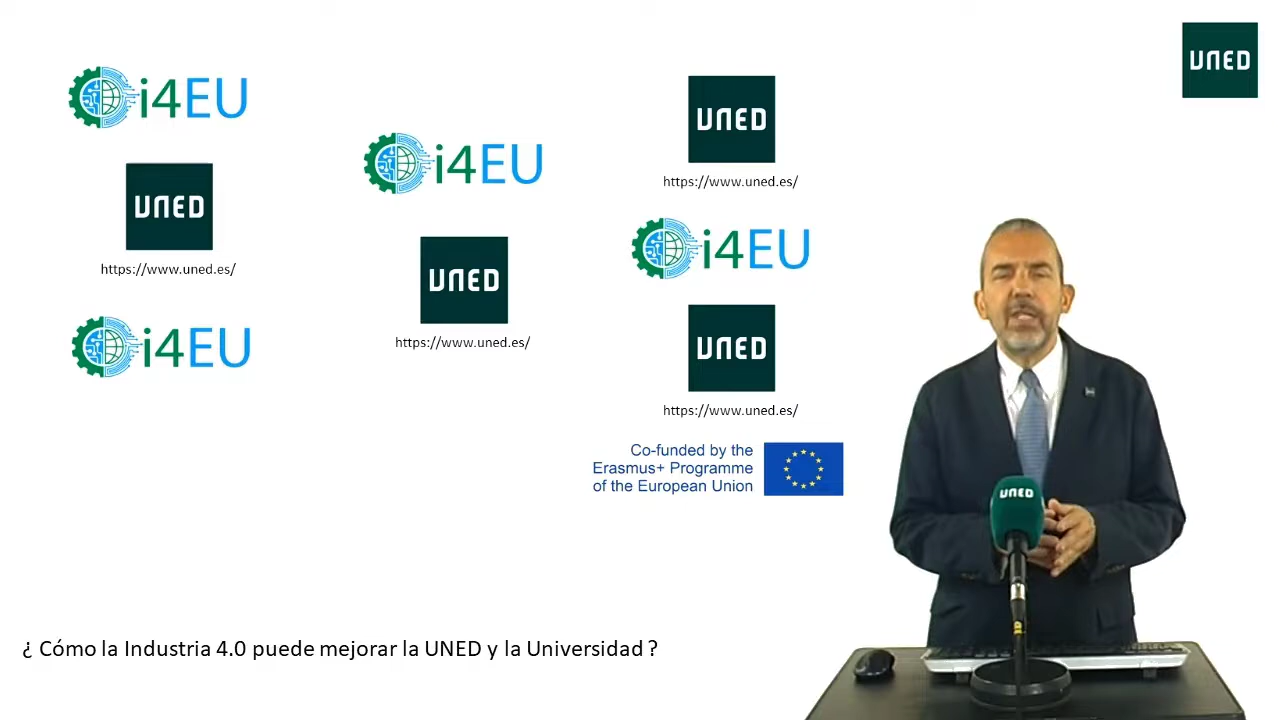 UNED
i4EU
UNED
https://www.uned.es/
i4EU
i4EU
UNED
https://www.uned.es/
UNED
https://www.uned.es/
i4EU
UNED
https://www.uned.es/
Co-funded by the
Erasmus+ Programme
of the European Union
UNED
¿ Cómo la Industria 4.0 puede mejorar la UNED y la Universidad ?